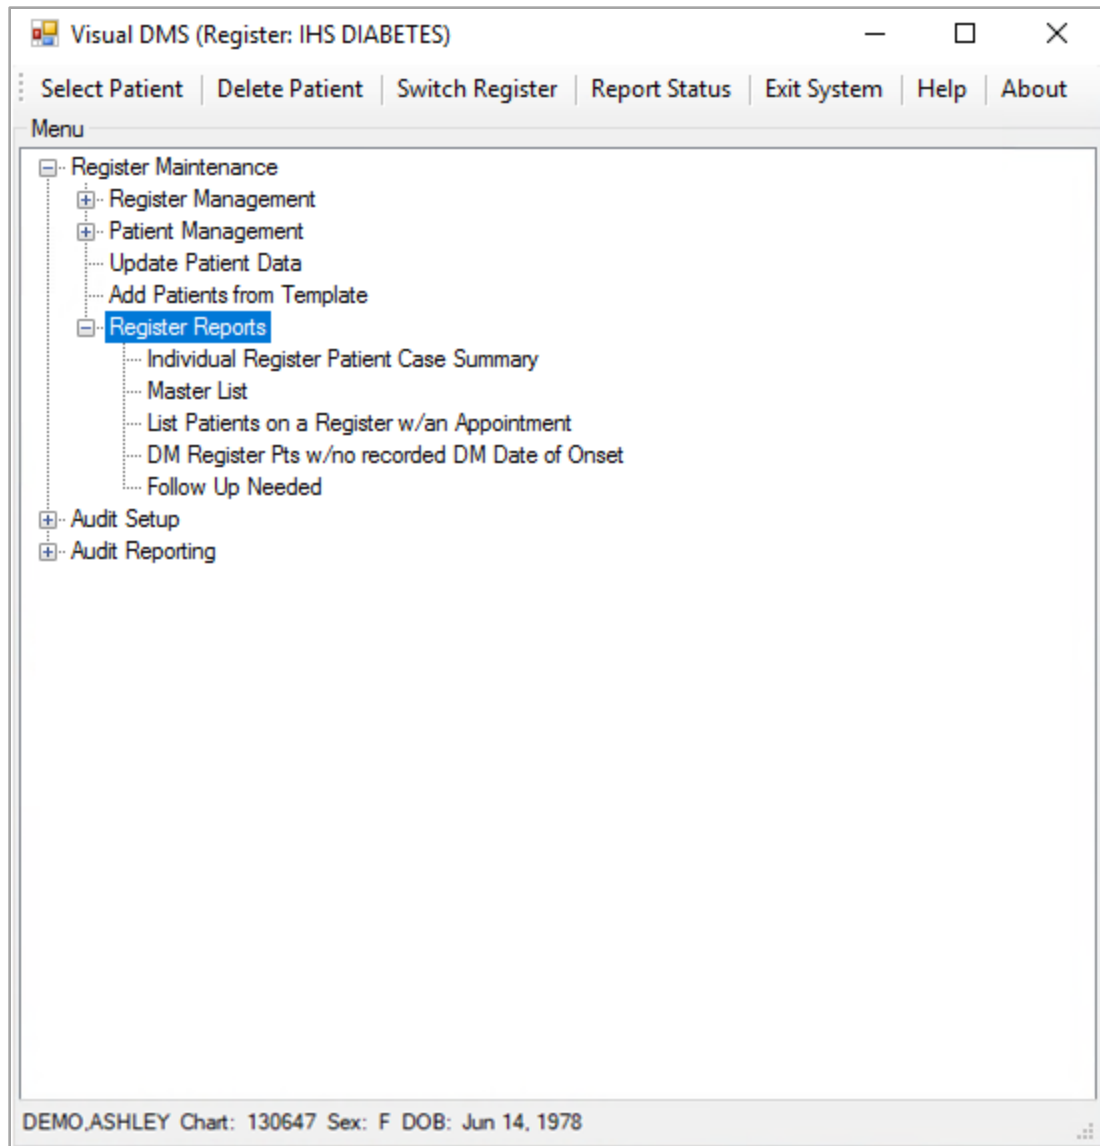 Visual DMS (Register: IHS DIABETES)
Select Patient Delete Patient Switch Register Report Status Exit System Help About
Menu
Register Maintenance
Register Management
Patient Management
Update Patient Data
Add Patients from Template
Register Reports
Individual Register Patient Case Summary
Master List
List Patients on a Register w/an Appointment
DM Register Pts w/no recorded DM Date of Onset
Follow Up Needed
Audit Setup
Audit Reporting
DEMO,ASHLEY Chart: 130647 Sex: F DOB: Jun 14, 1978